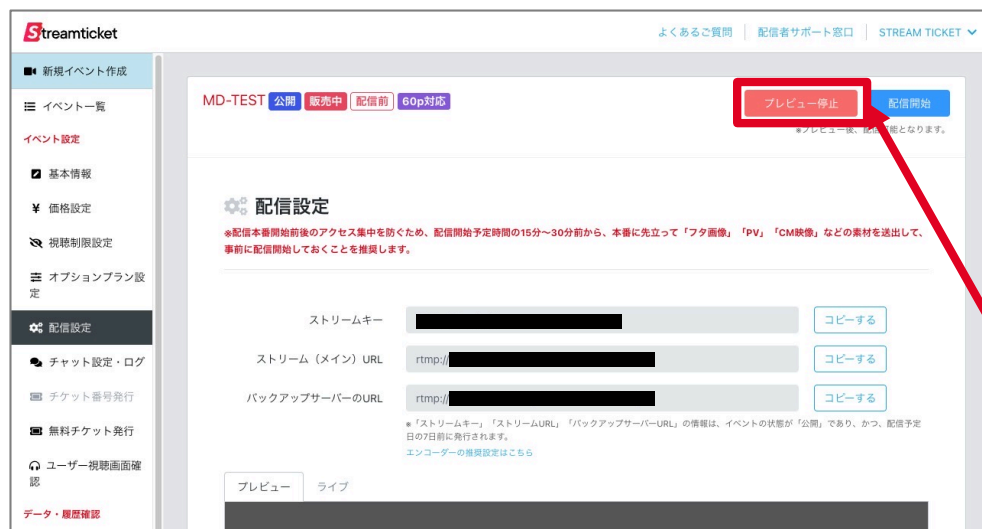 Streamticket
よくあるご質問
配信者サポート窓口
STREAM TICKET
新規イベント作成
イベント一覧
イベント設定
基本情報
価格設定
視聴制限設定
オプションプラン設
定
配信設定
チャット設定・ログ
チケット番号発行
無料チケット発行
ユーザー視聴画面確
認
データ・履歴確認
MD-TEST 公開 販売中 配信前 60p対応
プレビュー停止
配信開始
※プレビュー後、配信可能となります。
配信設定
※配信本番開始前後のアクセス集中を防ぐため、配信開始予定時間の15分〜30分前から、本番に先立って「フタ画像」「PV」「CM映像」などの素材を送出して、
事前に配信開始しておくことを推奨します。
ストリームキー
コピーする
ストリーム(メイン)URL
rtmp://
コピーする
バックアップサーバーのURL
rtmp://
コピーする
※「ストリームキー」「ストリームURL」「バックアップサーバーURL」の情報は、イベントの状態が「公開」であり、かつ、配信予定
日の7日前に発行されます。
エンコーダーの推奨設定はこちら
プレビュー
ライブ